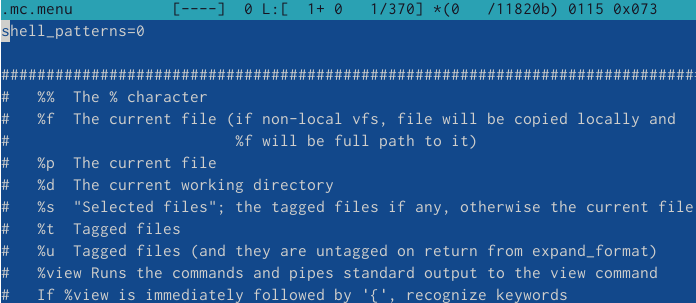 .mc.menu [----] 0 L:[ 1+ 0 1/370] *(0 /11820b) 0115 0x073
shell_patterns=0
###############################################################################
# %% The % character
# %f The current file (if non-local vfs, file will be copied locally and
# %f will be full path to it)
# %p The current file
# %d The current working directory
# %s "Selected files"; the tagged files if any, otherwise the current file
# %t Tagged files
# %u Tagged files (and they are untagged on return from expand_format)
# %view Runs the commands and pipes standard output to the view command
# If %view is immediately followed by '{', recognize keywords